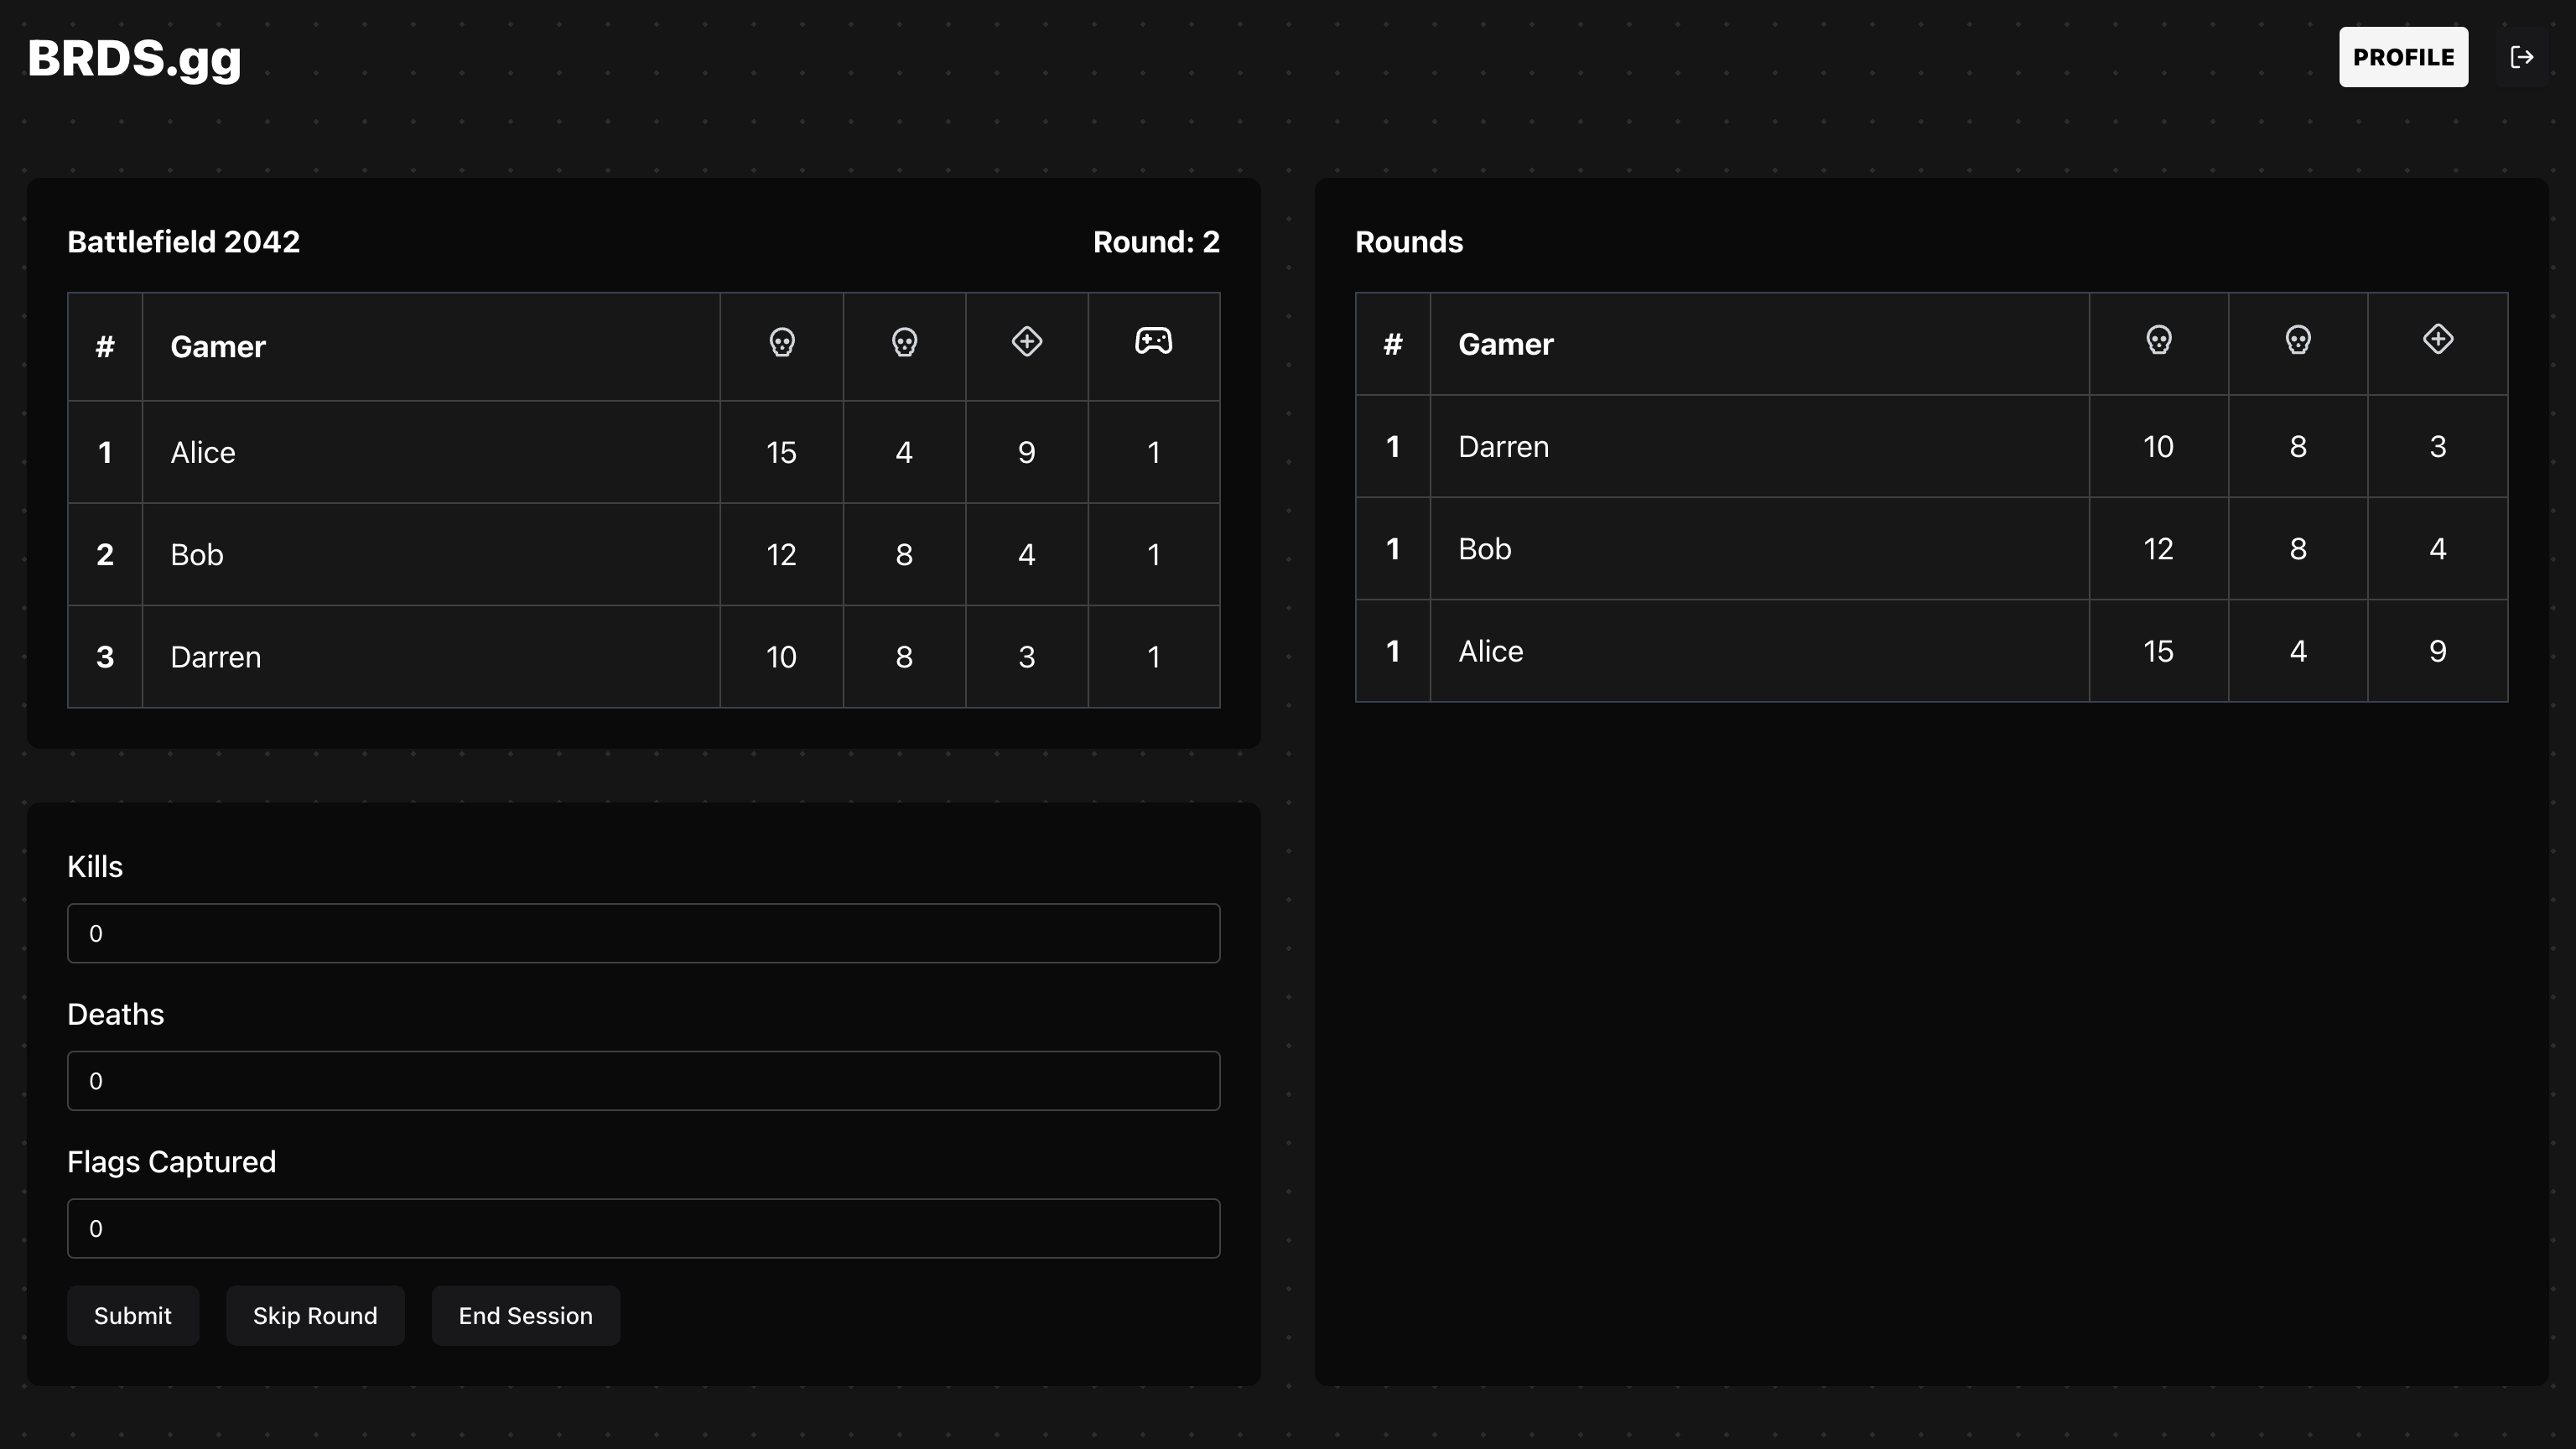 BRDS.gg
PROFILE
Battlefield 2042
Round: 2
# Gamer
1 Alice 15 4 9 1
2 Bob 12 8 4 1
3 Darren 10 8 3 1
Kills
0
Deaths
0
Flags Captured
0
Submit
Skip Round
End Session
Rounds
# Gamer
1 Darren 10 8 3
1 Bob 12 8 4
1 Alice 15 4 9